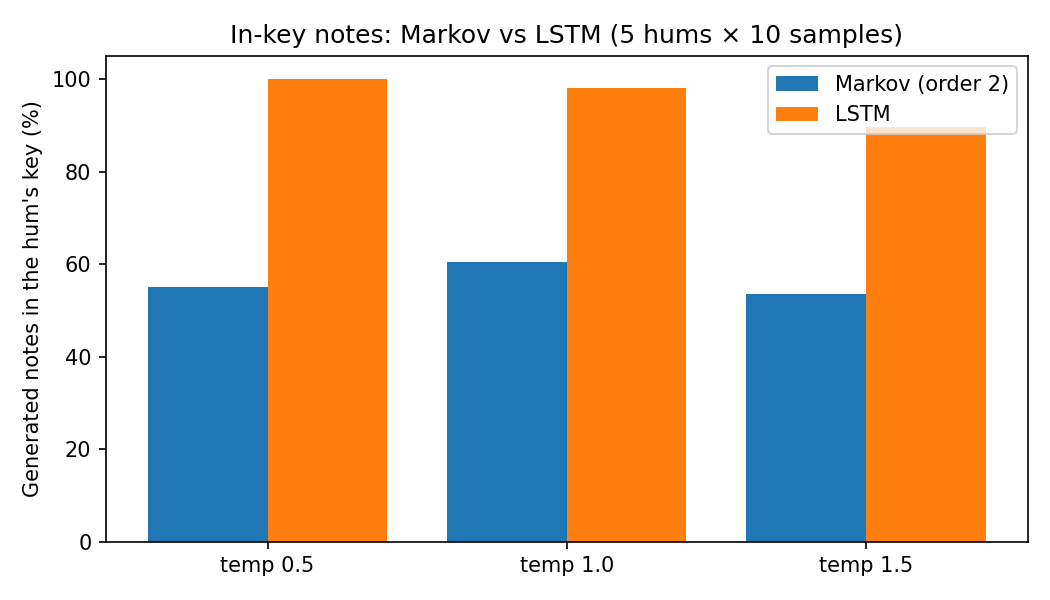 In-key notes: Markov vs LSTM (5 hums × 10 samples)
Generated notes in the hum's key (%)
100
80
60
40
20
0
Markov (order 2)
LSTM
temp 0.5
temp 1.0
temp 1.5